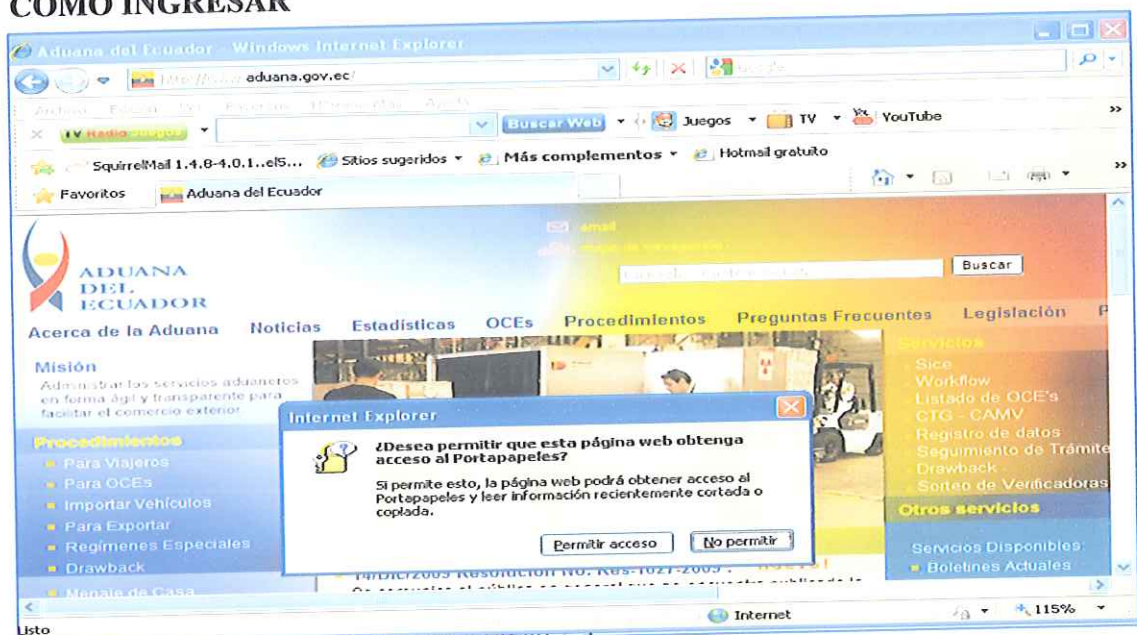 COMO INGRESAR
Aduana del Ecuador - Windows Internet Explorer
aduana.gov.ec/
TV Radio Juegos
Buscar Web
Juegos
TV
YouTube
SquirrelMail 1.4.8-4.0.1..el5...
Sitios sugeridos
Más complementos
Hotmail gratuito
Favoritos
Aduana del Ecuador
email
ADUANA
DEL
ECUADOR
Buscar
Acerca de la Aduana Noticias Estadísticas OCEs Procedimientos Preguntas Frecuentes Legislación P
Misión
Administrar los servicios aduaneros
en forma ágil y transparente para
facilitar el comercio exterior
Procedimientos
Para Viajeros
Para OCEs
Importar Vehículos
Para Exportar
Regímenes Especiales
Drawback
Menaje de Casa
Internet Explorer
¿Desea permitir que esta página web obtenga
acceso al Portapapeles?
Si permite esto, la página web podrá obtener acceso al
Portapapeles y leer información recientemente cortada o
copiada.
Permitir acceso
No permitir
Servicios
Sice
Workflow
Listado de OCE's
CTG - CAMV
Registro de datos
Seguimiento de Trámite
Drawback
Sorteo de Verificadoras
Otros servicios
Servicios Disponibles:
Boletines Actuales
Listo
Internet
115%